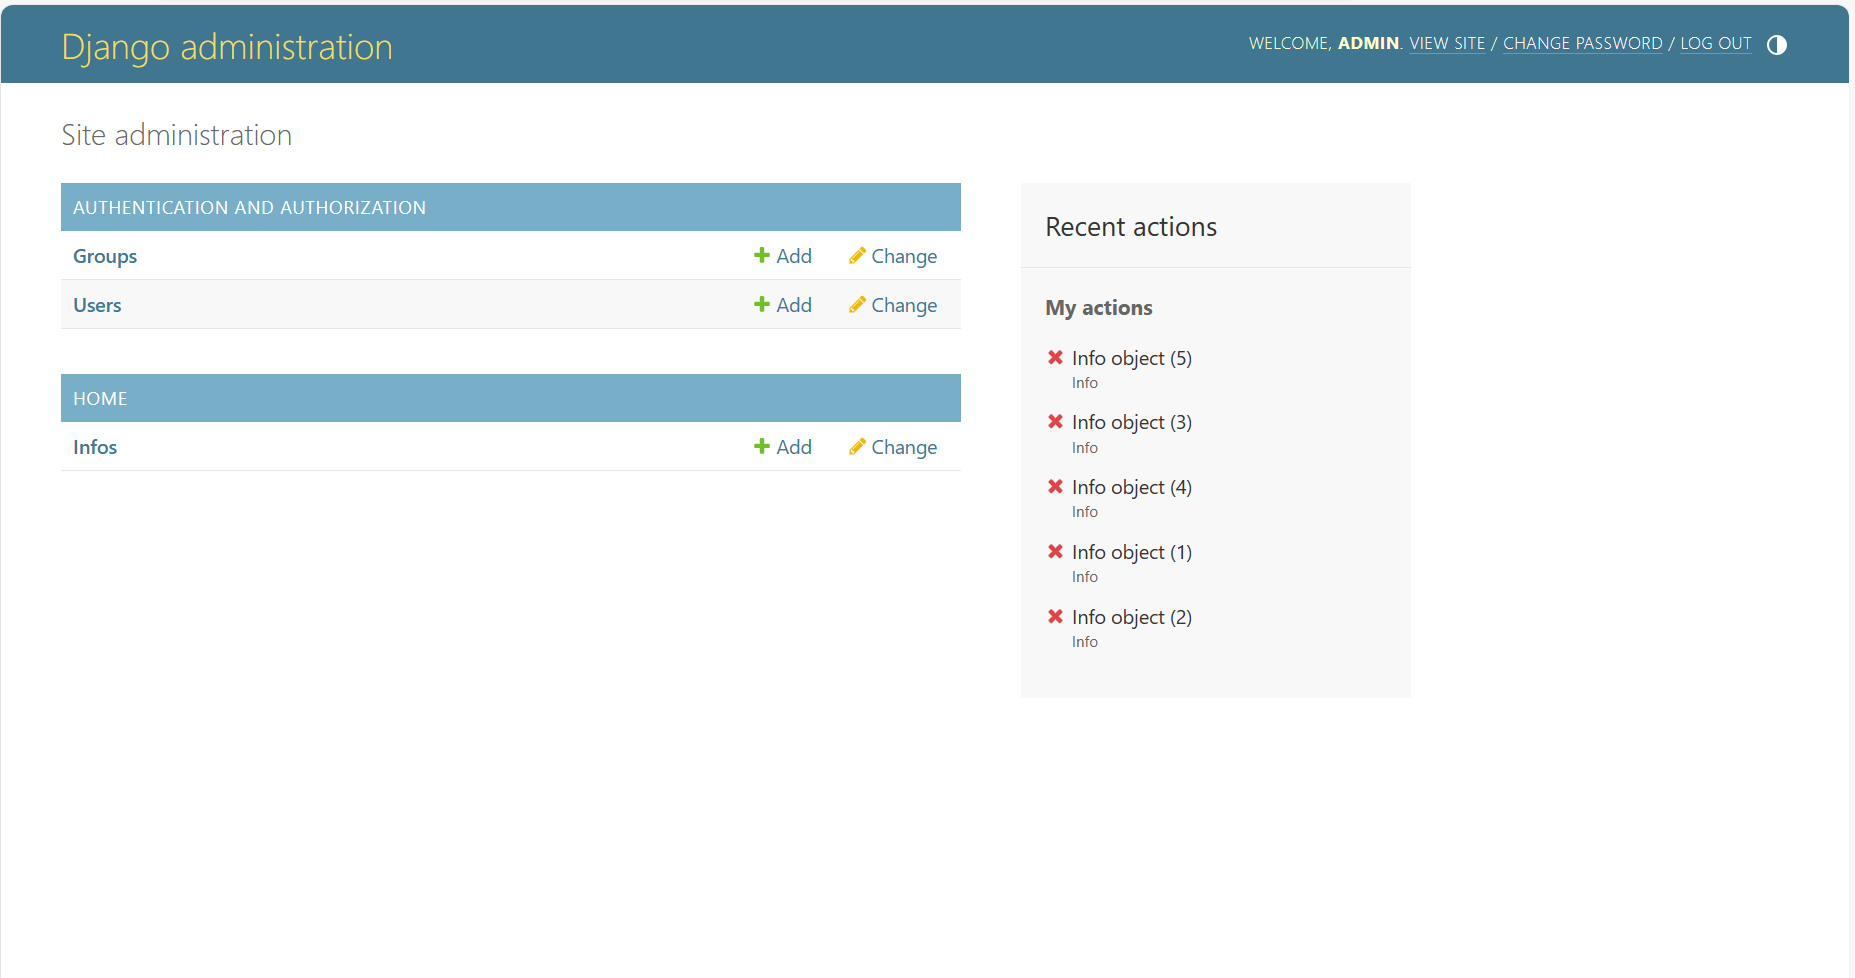 Django administration
WELCOME, ADMIN. VIEW SITE / CHANGE PASSWORD / LOG OUT
Site administration
AUTHENTICATION AND AUTHORIZATION
Groups Add Change
Users Add Change
HOME
Infos Add Change
Recent actions
My actions
Info object (5)
Info
Info object (3)
Info
Info object (4)
Info
Info object (1)
Info
Info object (2)
Info